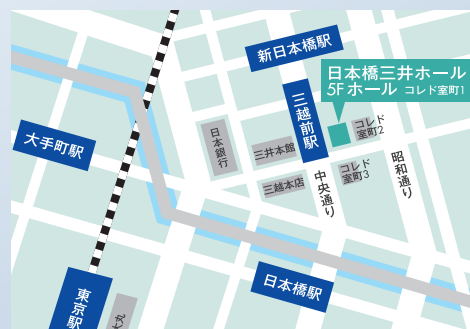 新日本橋駅
日本橋三井ホール
5Fホール コレド室町1
三越前駅
コレド
室町2
大手町駅
日本銀行
三井本館
コレド
室町3
昭和通り
三越本店
中央通り
日本橋駅
東京駅